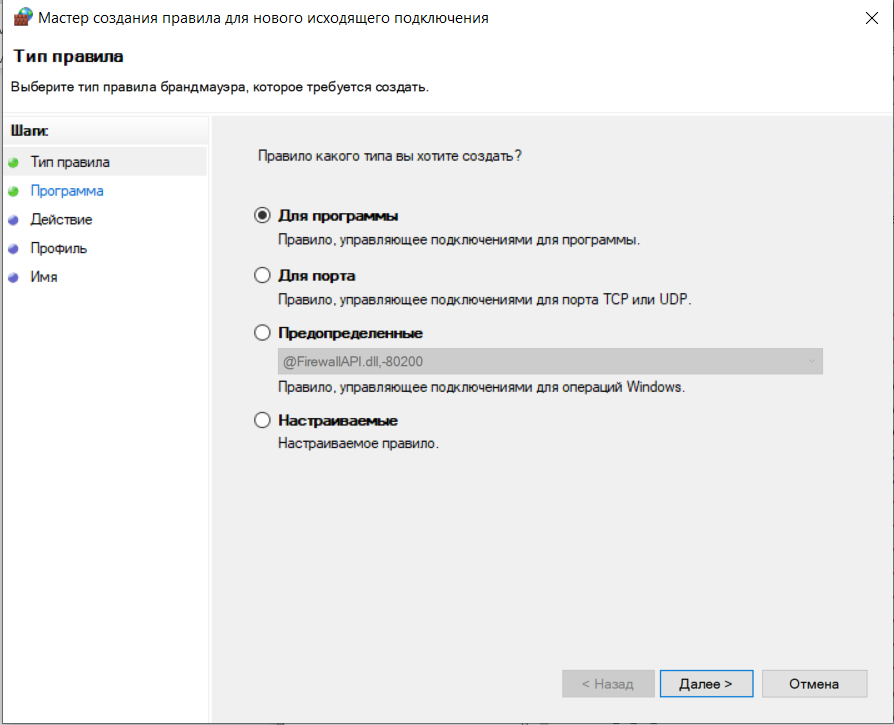 Мастер создания правила для нового исходящего подключения
Тип правила
Выберите тип правила брандмауэра, которое требуется создать.
Шаги:
Тип правила
Программа
Действие
Профиль
Имя
Правило какого типа вы хотите создать?
Для программы
Правило, управляющее подключениями для программы.
Для порта
Правило, управляющее подключениями для порта TCP или UDP.
Предопределенные
@FirewallAPI.dll,-80200
Правило, управляющее подключениями для операций Windows.
Настраиваемые
Настраиваемое правило.
< Назад
Далее >
Отмена